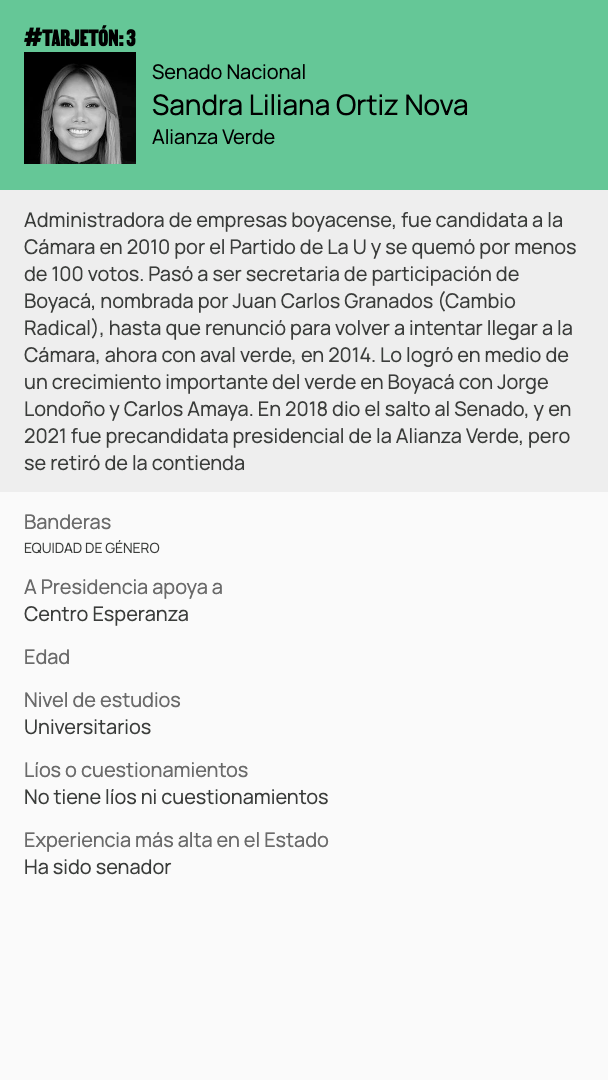 #TARJETÓN: 3
Senado Nacional
Sandra Liliana Ortiz Nova
Alianza Verde
Administradora de empresas boyacense, fue candidata a la
Cámara en 2010 por el Partido de La U y se quemó por menos
de 100 votos. Pasó a ser secretaria de participación de
Boyacá, nombrada por Juan Carlos Granados (Cambio
Radical), hasta que renunció para volver a intentar llegar a la
Cámara, ahora con aval verde, en 2014. Lo logró en medio de
un crecimiento importante del verde en Boyacá con Jorge
Londoño y Carlos Amaya. En 2018 dio el salto al Senado, y en
2021 fue precandidata presidencial de la Alianza Verde, pero
se retiró de la contienda
Banderas
EQUIDAD DE GÉNERO
A Presidencia apoya a
Centro Esperanza
Edad
Nivel de estudios
Universitarios
Líos o cuestionamientos
No tiene líos ni cuestionamientos
Experiencia más alta en el Estado
Ha sido senador